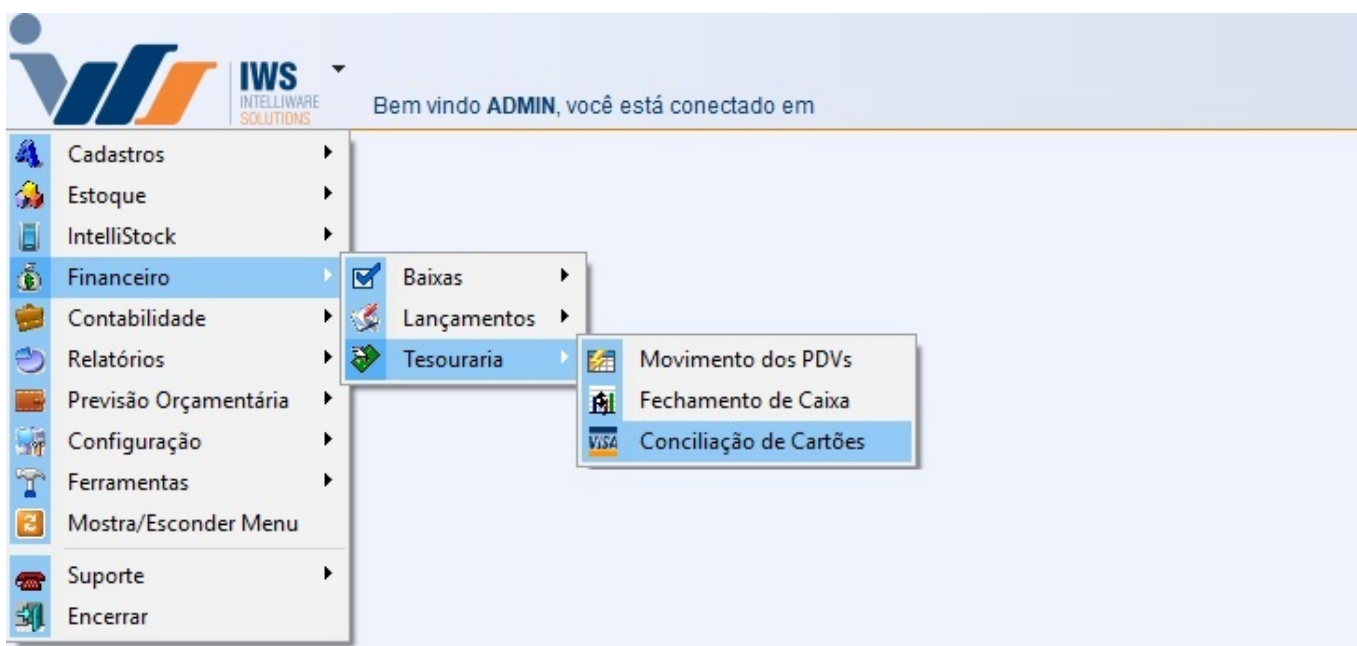 IWS
INTELLIWARE
SOLUTIONS
Bem vindo ADMIN, você está conectado em
Cadastros
Estoque
IntelliStock
Financeiro
Contabilidade
Relatórios
Previsão Orçamentária
Configuração
Ferramentas
Mostra/Esconder Menu
Suporte
Encerrar
Baixas
Lançamentos
Tesouraria
Movimento dos PDVs
Fechamento de Caixa
VISA
Conciliação de Cartões